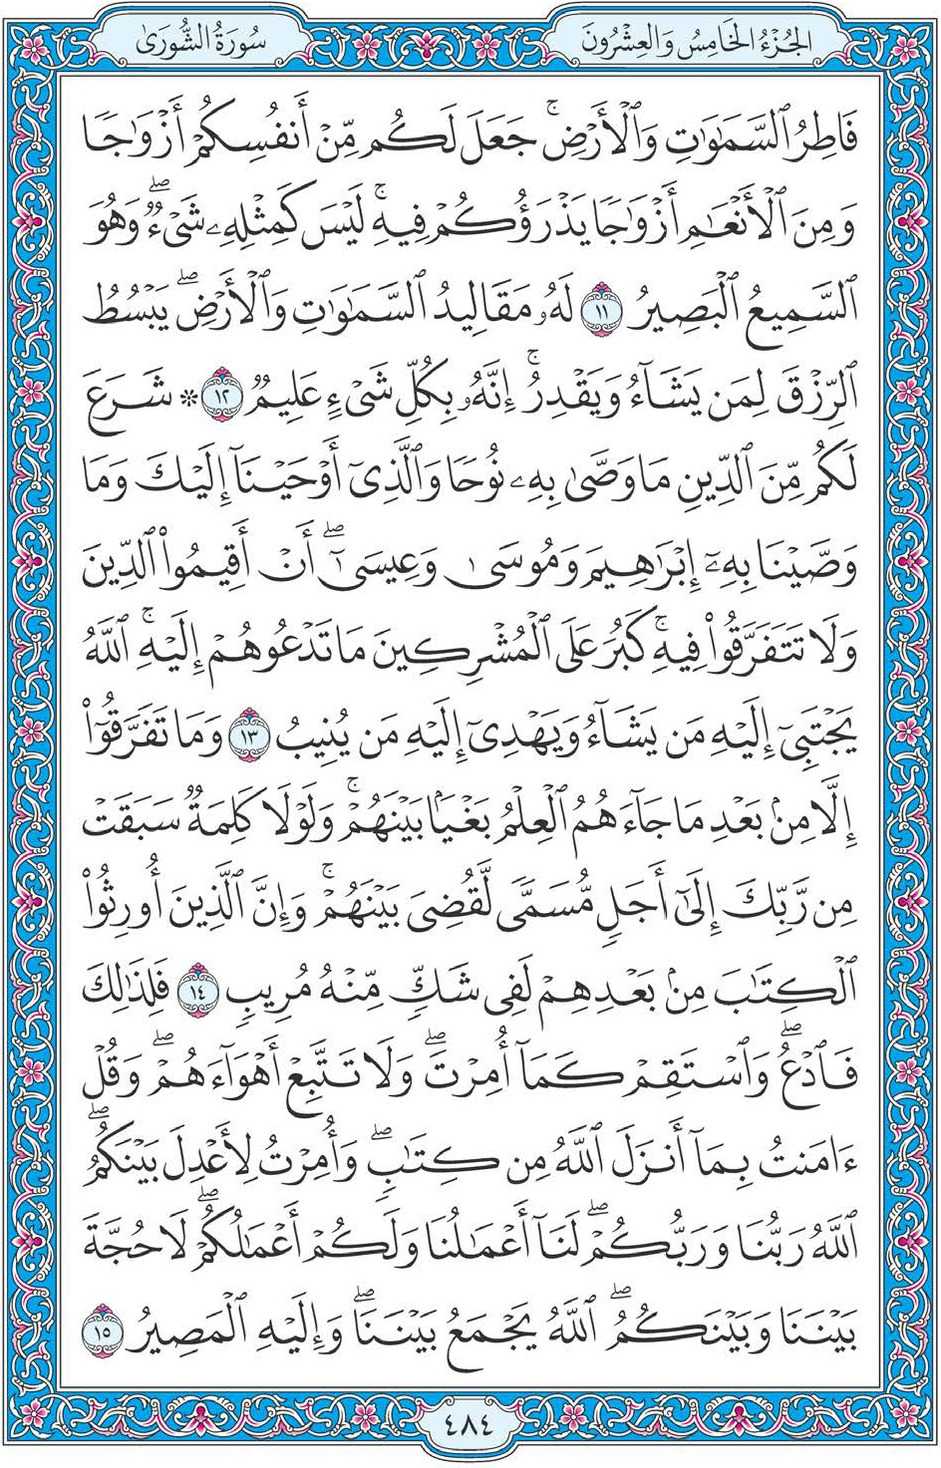 سُورَةُ الشُّورَىٰ
الجُزْءُ الخَامِسُ وَالعِشْرُونَ
فَاطِرُ ٱلسَّمَٰوَٰتِ وَٱلْأَرْضِۚ جَعَلَ لَكُم مِّنْ أَنفُسِكُمْ أَزْوَٰجًا
وَمِنَ ٱلْأَنْعَٰمِ أَزْوَٰجًا يَذْرَؤُكُمْ فِيهِۚ لَيْسَ كَمِثْلِهِۦ شَىْءٌۖ وَهُوَ
ٱلسَّمِيعُ ٱلْبَصِيرُ ١١ لَهُۥ مَقَالِيدُ ٱلسَّمَٰوَٰتِ وَٱلْأَرْضِۖ يَبْسُطُ
ٱلرِّزْقَ لِمَن يَشَآءُ وَيَقْدِرُۚ إِنَّهُۥ بِكُلِّ شَىْءٍ عَلِيمٌ ١٢ * شَرَعَ
لَكُم مِّنَ ٱلدِّينِ مَا وَصَّىٰ بِهِۦ نُوحًا وَٱلَّذِىٓ أَوْحَيْنَآ إِلَيْكَ وَمَا
وَصَّيْنَا بِهِۦٓ إِبْرَٰهِيمَ وَمُوسَىٰ وَعِيسَىٰٓۖ أَنْ أَقِيمُوا۟ ٱلدِّينَ
وَلَا تَتَفَرَّقُوا۟ فِيهِۚ كَبُرَ عَلَى ٱلْمُشْرِكِينَ مَا تَدْعُوهُمْ إِلَيْهِۚ ٱللَّهُ
يَجْتَبِىٓ إِلَيْهِ مَن يَشَآءُ وَيَهْدِىٓ إِلَيْهِ مَن يُنِيبُ ١٣ وَمَا تَفَرَّقُوٓا۟
إِلَّا مِنۢ بَعْدِ مَا جَآءَهُمُ ٱلْعِلْمُ بَغْيًۢا بَيْنَهُمْۚ وَلَوْلَا كَلِمَةٌ سَبَقَتْ
مِن رَّبِّكَ إِلَىٰٓ أَجَلٍ مُّسَمًّى لَّقُضِىَ بَيْنَهُمْۚ وَإِنَّ ٱلَّذِينَ أُورِثُوا۟
ٱلْكِتَٰبَ مِنۢ بَعْدِهِمْ لَفِى شَكٍّ مِّنْهُ مُرِيبٍ ١٤ فَلِذَٰلِكَ
فَٱدْعُۖ وَٱسْتَقِمْ كَمَآ أُمِرْتَۖ وَلَا تَتَّبِعْ أَهْوَآءَهُمْۖ وَقُلْ
ءَامَنتُ بِمَآ أَنزَلَ ٱللَّهُ مِن كِتَٰبٍۖ وَأُمِرْتُ لِأَعْدِلَ بَيْنَكُمُۖ
ٱللَّهُ رَبُّنَا وَرَبُّكُمْۖ لَنَآ أَعْمَٰلُنَا وَلَكُمْ أَعْمَٰلُكُمْۖ لَا حُجَّةَ
بَيْنَنَا وَبَيْنَكُمُۖ ٱللَّهُ يَجْمَعُ بَيْنَنَاۖ وَإِلَيْهِ ٱلْمَصِيرُ ١٥
٤٨٤